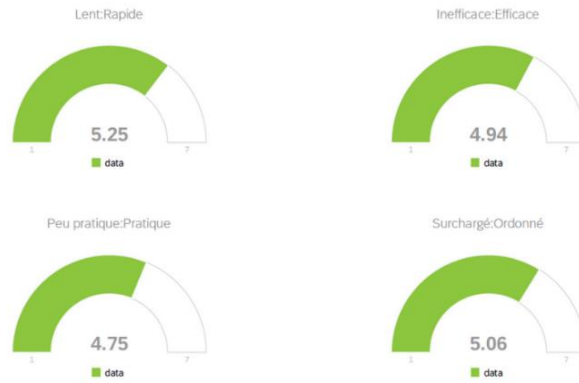 Lent:Rapide
5.25
1 7
data
Inefficace:Efficace
4.94
1 7
data
Peu pratique:Pratique
4.75
1 7
data
Surchargé:Ordonné
5.06
1 7
data